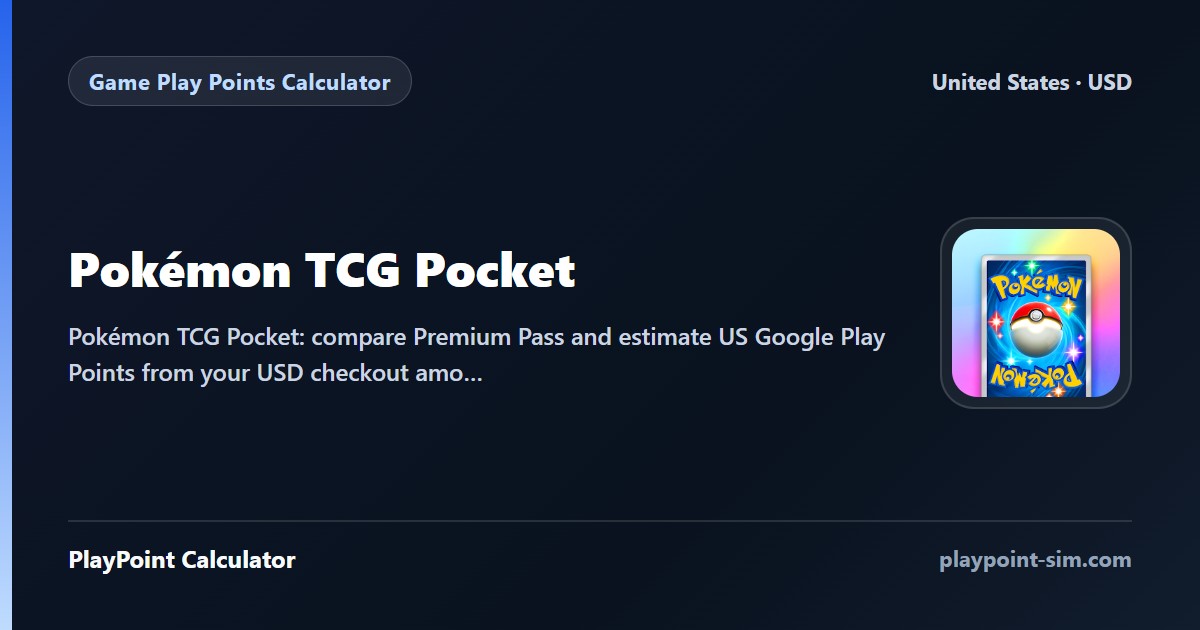 Game Play Points Calculator
United States · USD
Pokémon TCG Pocket
Pokémon TCG Pocket: compare Premium Pass and estimate US Google Play
Points from your USD checkout amo...
POKéMON
POKéMON
PlayPoint Calculator
playpoint-sim.com